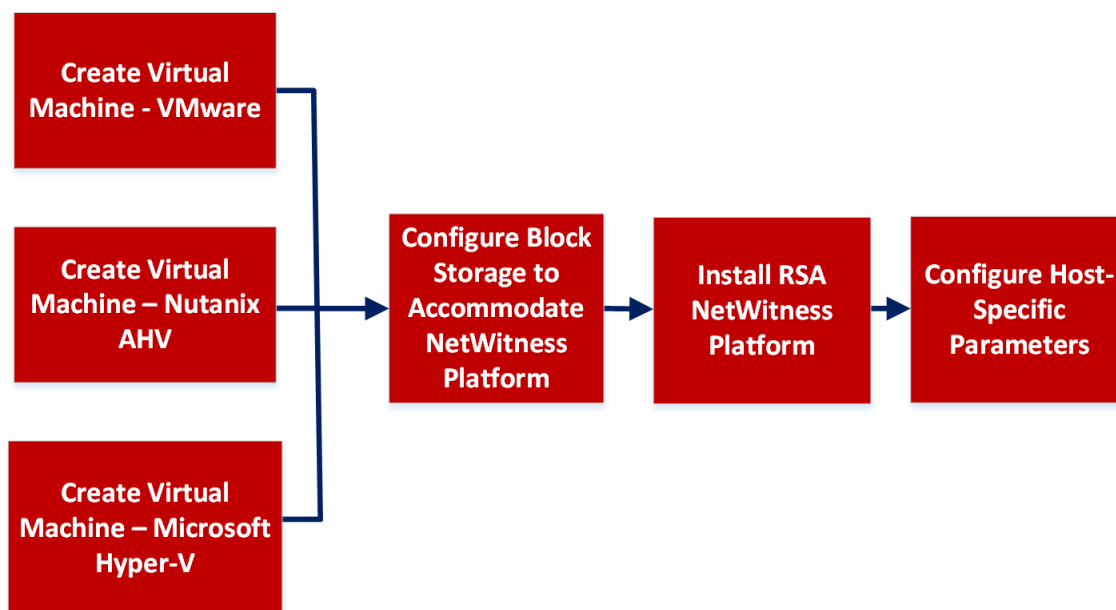 Create Virtual
Machine - VMware
Create Virtual
Machine – Nutanix
AHV
Create Virtual
Machine – Microsoft
Hyper-V
Configure Block
Storage to
Accommodate
NetWitness
Platform
Install RSA
NetWitness
Platform
Configure Host-
Specific
Parameters